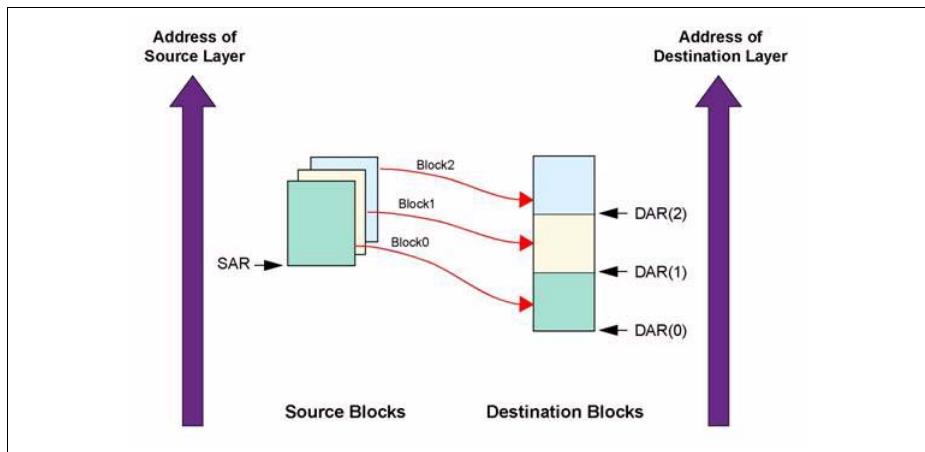 Address of
Source Layer
Address of
Destination Layer
Block2
Block1
Block0
SAR
DAR(2)
DAR(1)
DAR(0)
Source Blocks
Destination Blocks